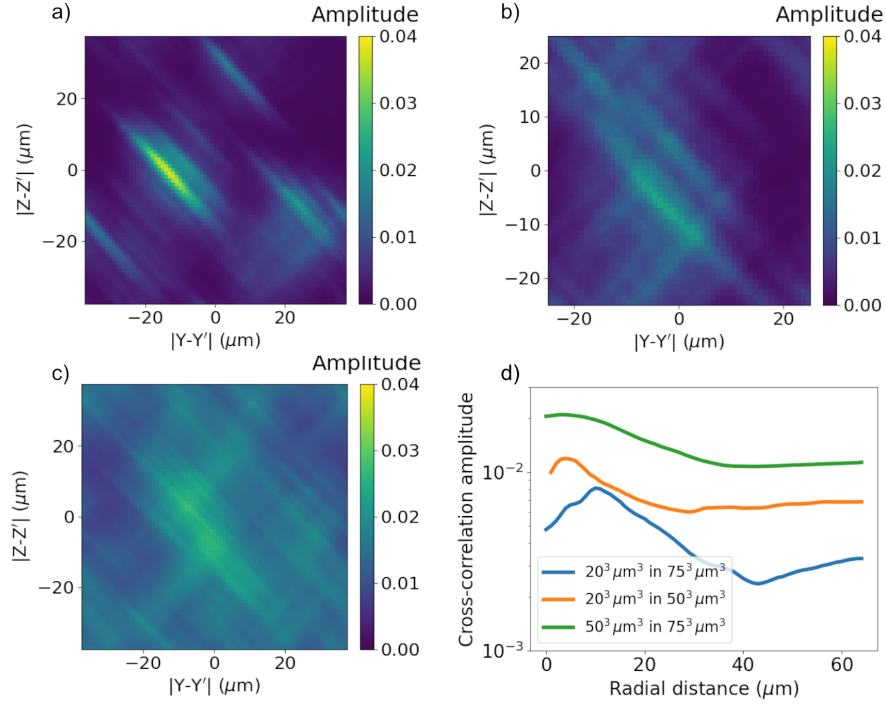 a)
Amplitude
0.04
0.03
0.02
0.01
0.00
20
0
−20
|Z-Z′| (μm)
−20 0 20
|Y-Y′| (μm)
b)
Amplitude
0.04
0.03
0.02
0.01
0.00
20
10
0
−10
−20
|Z-Z′| (μm)
−20 0 20
|Y-Y′| (μm)
c)
Amplitude
0.04
0.03
0.02
0.01
0.00
20
0
−20
|Z-Z′| (μm)
−20 0 20
|Y-Y′| (μm)
d)
Cross-correlation amplitude
10⁻²
10⁻³
20³ μm³ in 75³ μm³
20³ μm³ in 50³ μm³
50³ μm³ in 75³ μm³
0 20 40 60
Radial distance (μm)